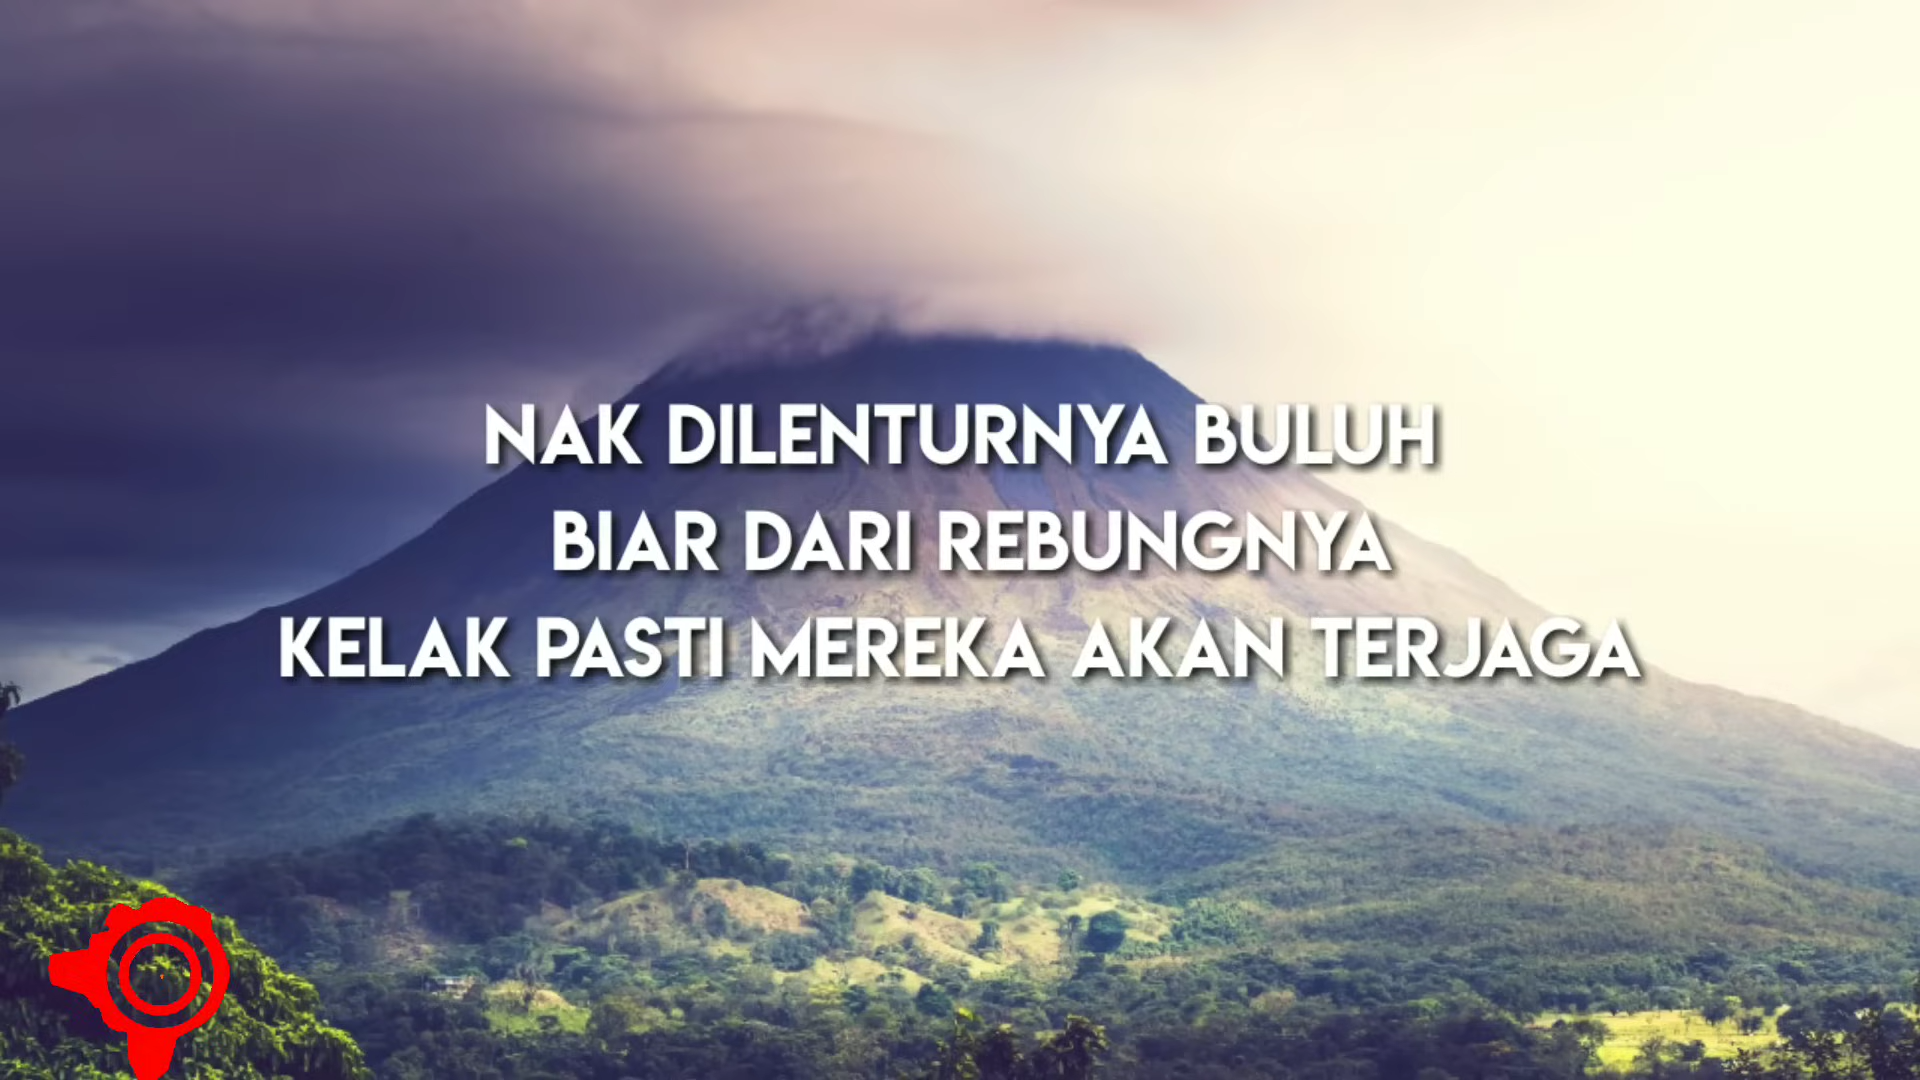 NAK DILENTURNYA BULUH
BIAR DARI REBUNGNYA
KELAK PASTI MEREKA AKAN TERJAGA